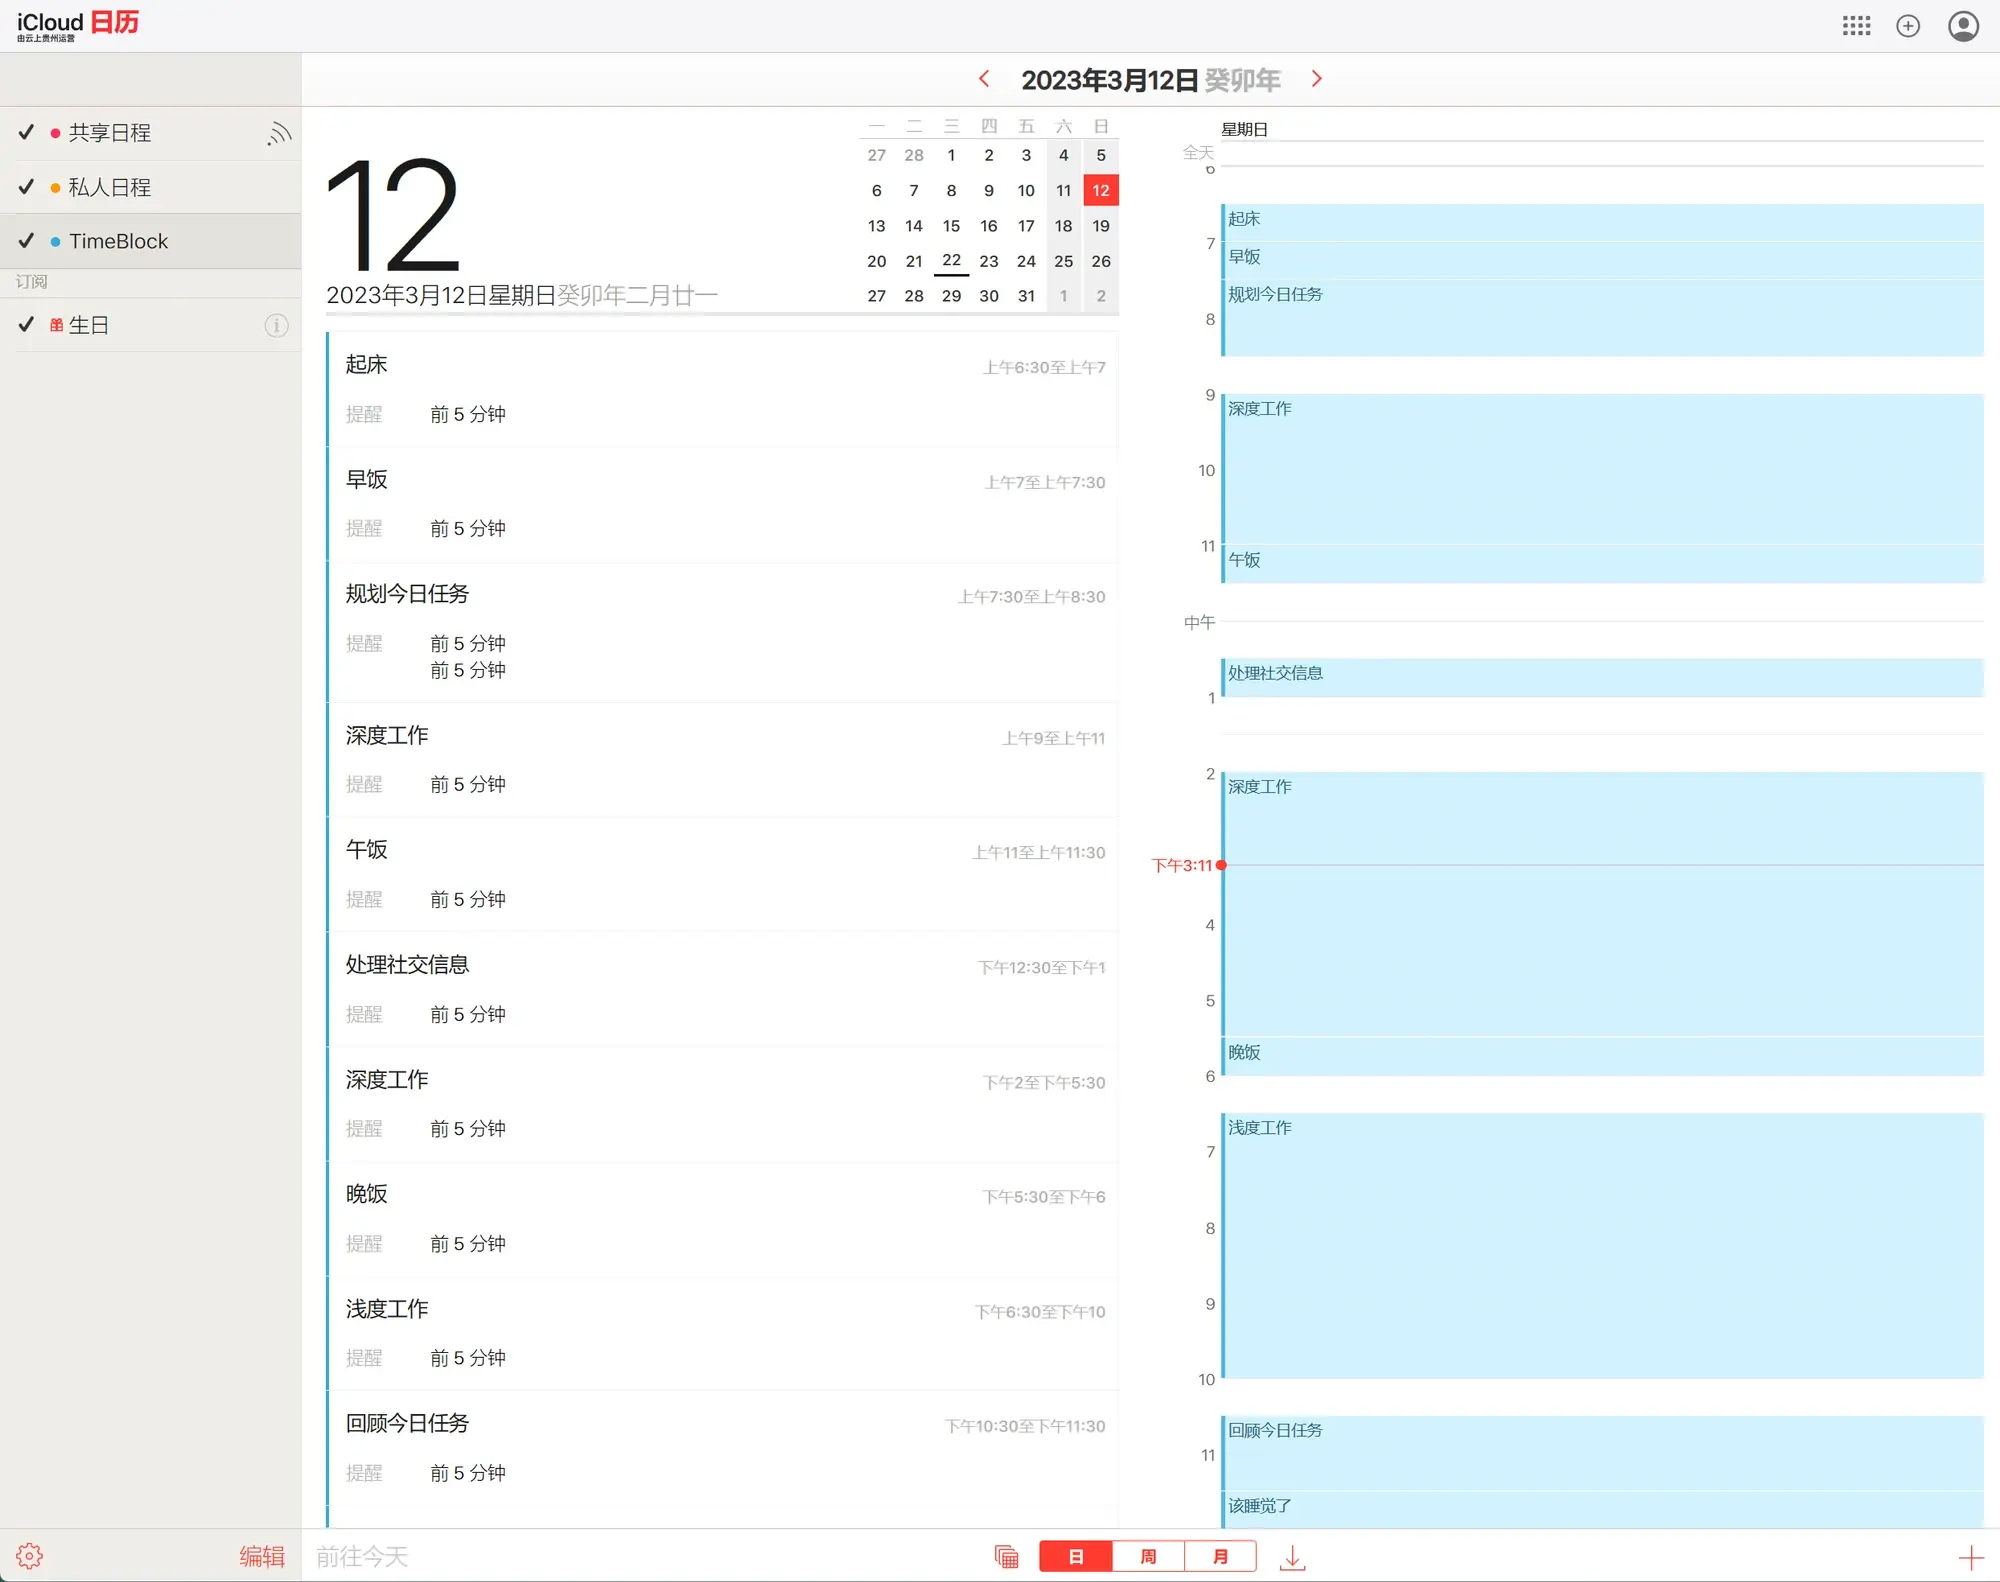 iCloud 日历
由云上贵州运营
2023年3月12日 癸卯年
共享日程
私人日程
TimeBlock
订阅
生日
12
2023年3月12日星期日癸卯年二月廿一
一 二 三 四 五 六 日
27 28 1 2 3 4 5
6 7 8 9 10 11 12
13 14 15 16 17 18 19
20 21 22 23 24 25 26
27 28 29 30 31 1 2
起床 上午6:30至上午7
提醒 前 5 分钟
早饭 上午7至上午7:30
提醒 前 5 分钟
规划今日任务 上午7:30至上午8:30
提醒 前 5 分钟
前 5 分钟
深度工作 上午9至上午11
提醒 前 5 分钟
午饭 上午11至上午11:30
提醒 前 5 分钟
处理社交信息 下午12:30至下午1
提醒 前 5 分钟
深度工作 下午2至下午5:30
提醒 前 5 分钟
晚饭 下午5:30至下午6
提醒 前 5 分钟
浅度工作 下午6:30至下午10
提醒 前 5 分钟
回顾今日任务 下午10:30至下午11:30
提醒 前 5 分钟
星期日
全天
6
起床
7
早饭
规划今日任务
8
9
深度工作
10
11
午饭
中午
处理社交信息
1
2
深度工作
下午3:11
4
5
晚饭
6
浅度工作
7
8
9
10
回顾今日任务
11
该睡觉了
编辑
前往今天
日 周 月